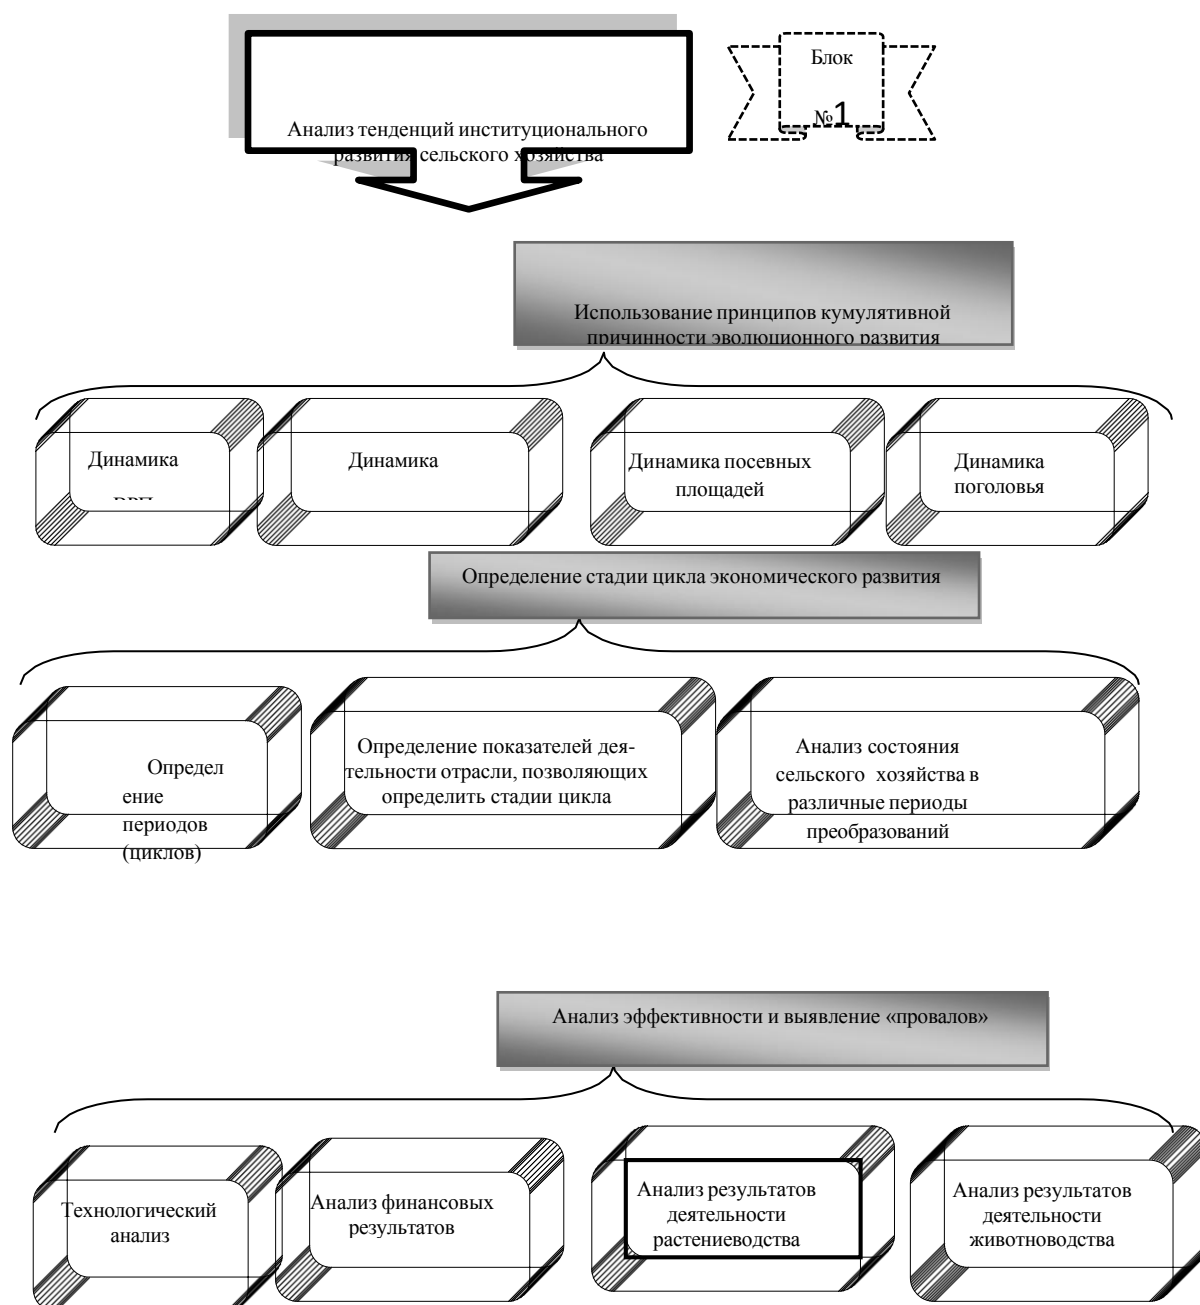 Блок
№1
Анализ тенденций институционального
развития сельского хозяйства
Использование принципов кумулятивной
причинности эволюционного развития
Динамика
Динамика
Динамика посевных
площадей
Динамика
поголовья
Определение стадии цикла экономического развития
Определ
ение
периодов
(циклов)
Определение показателей дея-
тельности отрасли, позволяющих
определить стадии цикла
Анализ состояния
сельского хозяйства в
различные периоды
преобразований
Анализ эффективности и выявление «провалов»
Технологический
анализ
Анализ финансовых
результатов
Анализ результатов
деятельности
растениеводства
Анализ результатов
деятельности
животноводства